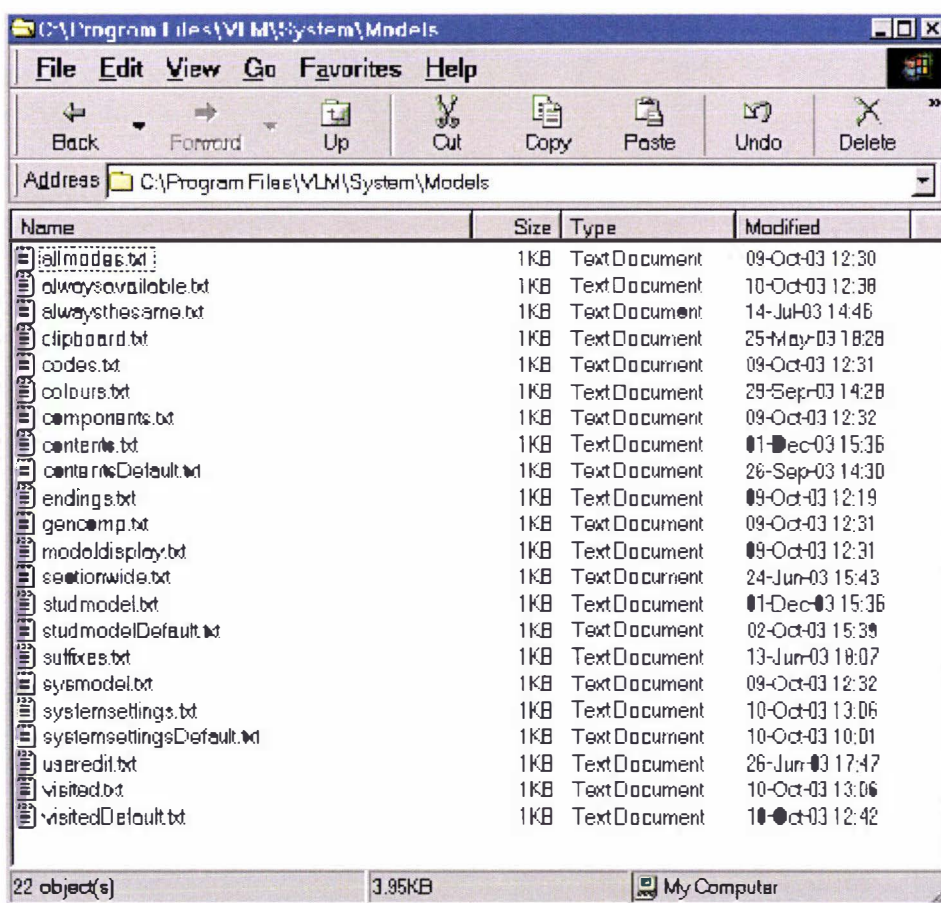 C:\Program Files\VLM\System\Models
File Edit View Go Favorites Help
Back Forward Up Cut Copy Paste Undo Delete »
Address C:\Program Files\VLM\System\Models
Name Size Type Modified
allmodes.txt 1KB Text Document 09-Oct-03 12:30
alwaysavailable.txt 1KB Text Document 10-Oct-03 12:38
alwaysthesame.txt 1KB Text Document 14-Jul-03 14:46
clipboard.txt 1KB Text Document 25-May-03 18:28
codes.txt 1KB Text Document 09-Oct-03 12:31
colours.txt 1KB Text Document 29-Sep-03 14:28
components.txt 1KB Text Document 09-Oct-03 12:32
contents.txt 1KB Text Document 01-Dec-03 15:36
contentsDefault.txt 1KB Text Document 26-Sep-03 14:30
endings.txt 1KB Text Document 09-Oct-03 12:19
gencomp.txt 1KB Text Document 09-Oct-03 12:31
modeldisplay.txt 1KB Text Document 09-Oct-03 12:31
sectionwide.txt 1KB Text Document 24-Jun-03 15:43
studmodel.txt 1KB Text Document 01-Dec-03 15:36
studmodelDefault.txt 1KB Text Document 02-Oct-03 15:39
suffixes.txt 1KB Text Document 13-Jun-03 18:07
sysmodel.txt 1KB Text Document 09-Oct-03 12:32
systemsettings.txt 1KB Text Document 10-Oct-03 13:06
systemsettingsDefault.txt 1KB Text Document 10-Oct-03 10:01
useredit.txt 1KB Text Document 26-Jun-03 17:47
visited.txt 1KB Text Document 10-Oct-03 13:06
visitedDefault.txt 1KB Text Document 10-Oct-03 12:42
22 object(s) 3.95KB My Computer